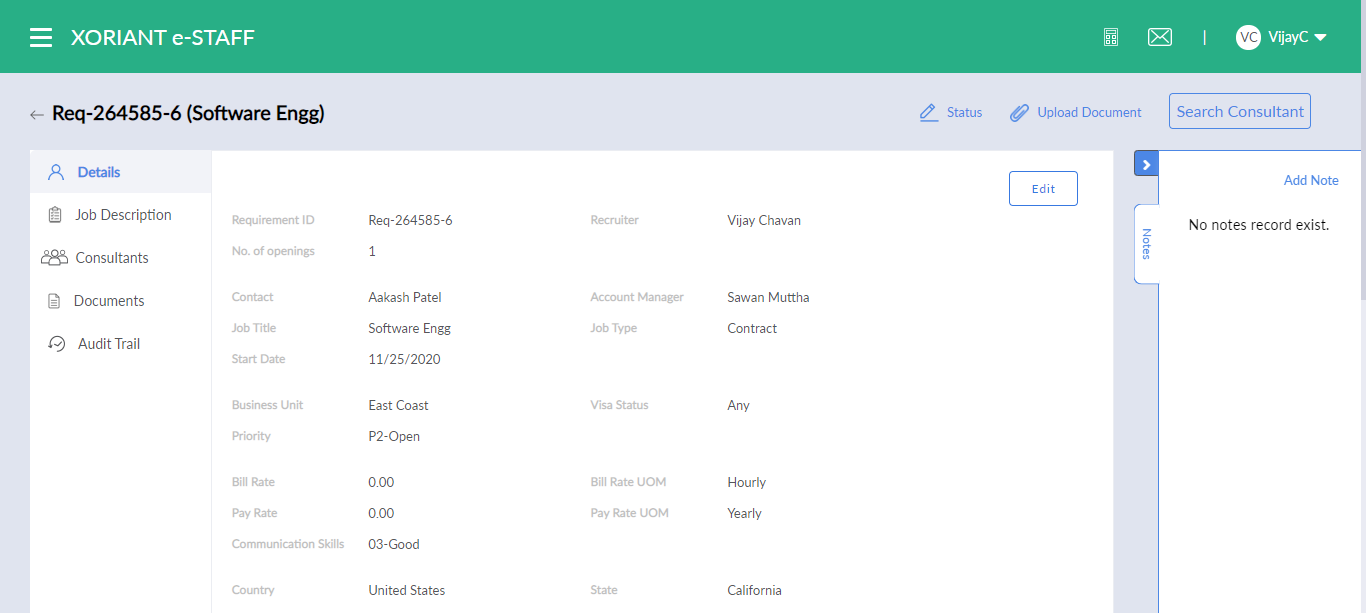 XORIANT e-STAFF | VC VijayC
Req-264585-6 (Software Engg) Status Upload Document Search Consultant
Details
Job Description
Consultants
Documents
Audit Trail
Edit
Requirement ID Req-264585-6 Recruiter Vijay Chavan
No. of openings 1
Contact Aakash Patel Account Manager Sawan Muttha
Job Title Software Engg Job Type Contract
Start Date 11/25/2020
Business Unit East Coast Visa Status Any
Priority P2-Open
Bill Rate 0.00 Bill Rate UOM Hourly
Pay Rate 0.00 Pay Rate UOM Yearly
Communication Skills 03-Good
Country United States State California
Notes
Add Note
No notes record exist.